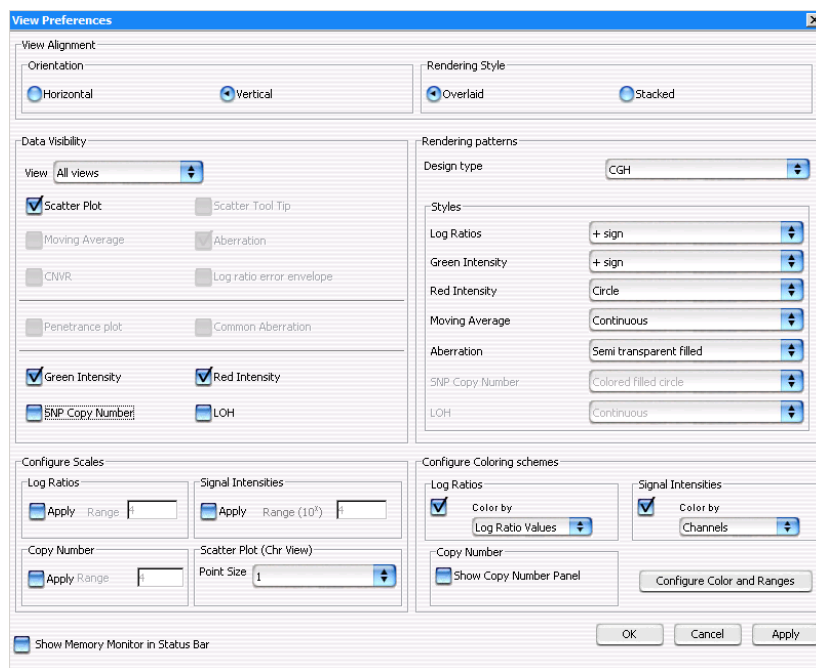 View Preferences
View Alignment
Orientation
Horizontal
Vertical
Rendering Style
Overlaid
Stacked
Data Visibility
View All views
Scatter Plot
Scatter Tool Tip
Moving Average
Aberration
CNVR
Log ratio error envelope
Penetrance plot
Common Aberration
Green Intensity
Red Intensity
SNP Copy Number
LOH
Rendering patterns
Design type CGH
Styles
Log Ratios + sign
Green Intensity + sign
Red Intensity Circle
Moving Average Continuous
Aberration Semi transparent filled
SNP Copy Number Colored filled circle
LOH Continuous
Configure Scales
Log Ratios
Apply Range 4
Signal Intensities
Apply Range (10^x) 4
Copy Number
Apply Range 4
Scatter Plot (Chr View)
Point Size 1
Configure Coloring schemes
Log Ratios
Color by
Log Ratio Values
Signal Intensities
Color by
Channels
Copy Number
Show Copy Number Panel
Configure Color and Ranges
Show Memory Monitor in Status Bar
OK
Cancel
Apply